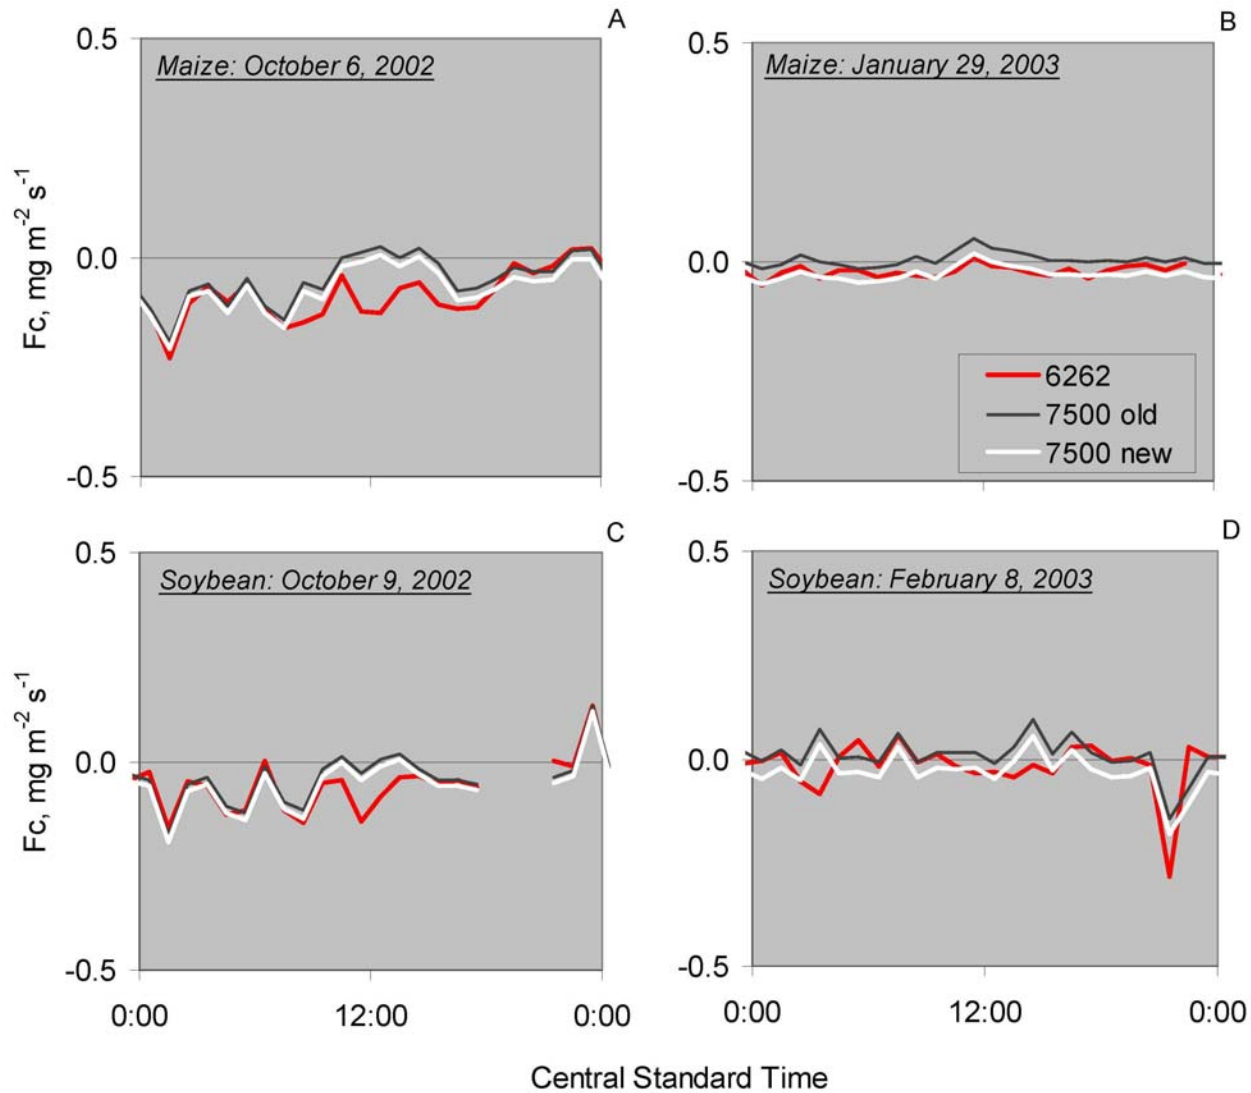 A
0.5
Maize: October 6, 2002
0.0
-0.5
Fc, mg m⁻² s⁻¹
B
0.5
Maize: January 29, 2003
0.0
-0.5
6262
7500 old
7500 new
C
0.5
Soybean: October 9, 2002
0.0
-0.5
Fc, mg m⁻² s⁻¹
0:00 12:00 0:00
D
0.5
Soybean: February 8, 2003
0.0
-0.5
0:00 12:00 0:00
Central Standard Time